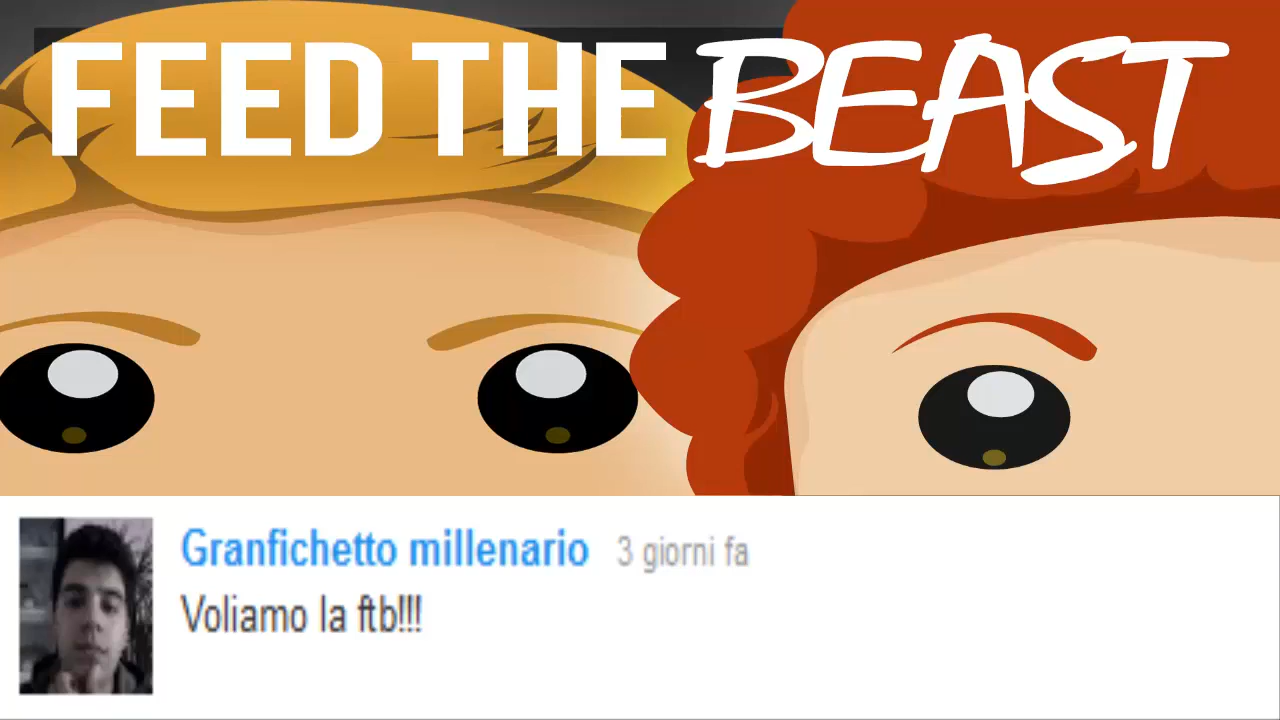 FEED THE BEAST
Granfichetto millenario 3 giorni fa
Voliamo la ftb!!!